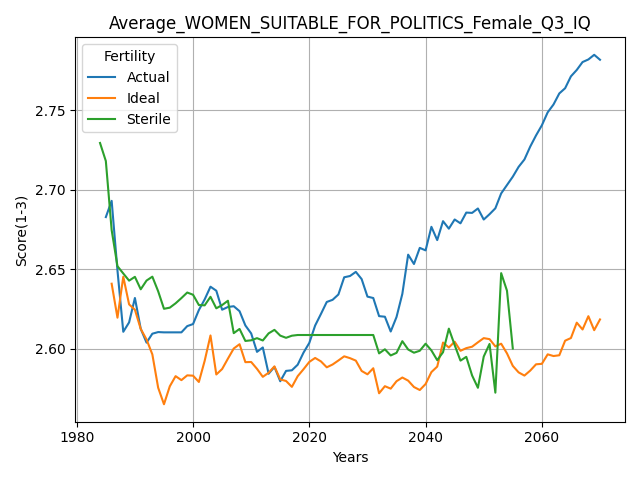 Average_WOMEN_SUITABLE_FOR_POLITICS_Female_Q3_IQ
Fertility
Actual
Ideal
Sterile
Score(1-3)
2.75
2.70
2.65
2.60
1980
2000
2020
2040
2060
Years